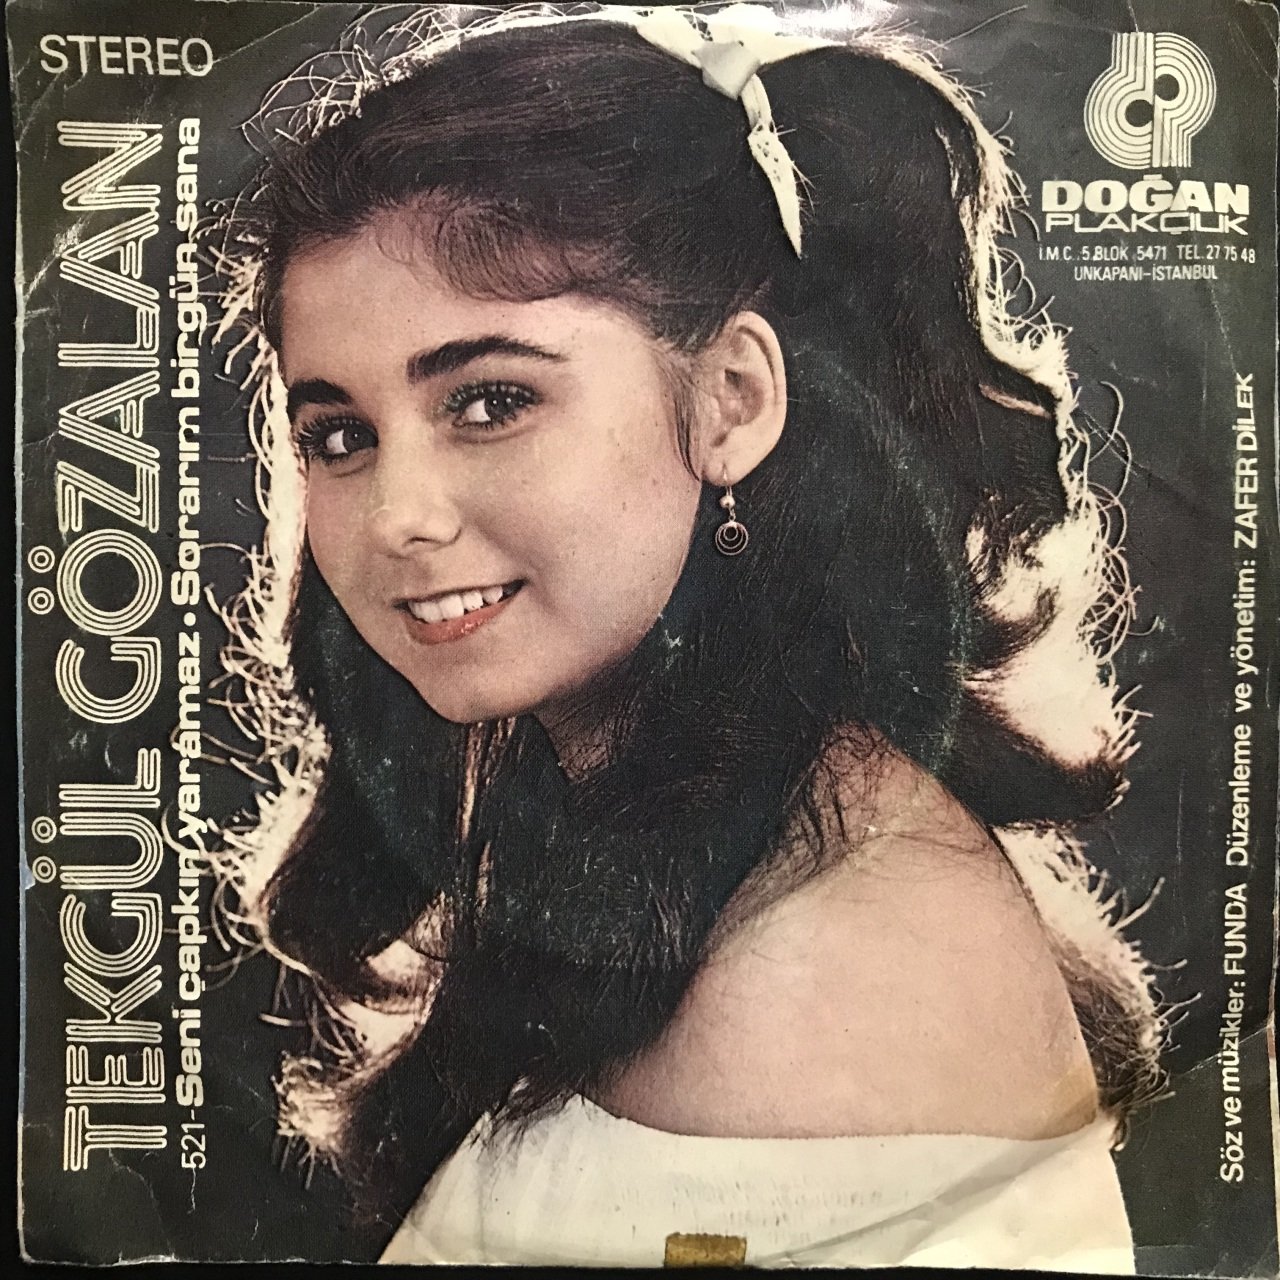 STEREO
TEKGÜL GÖZALAN
521-Seni çapkın yaramaz • Sorarım birgün sana
dp
DOĞAN
PLAKÇILIK
İ.M.C. 5.BLOK 5471 TEL. 27 75 48
UNKAPANI-İSTANBUL
Söz ve müzikler: FUNDA Düzenleme ve yönetim: ZAFER DİLEK